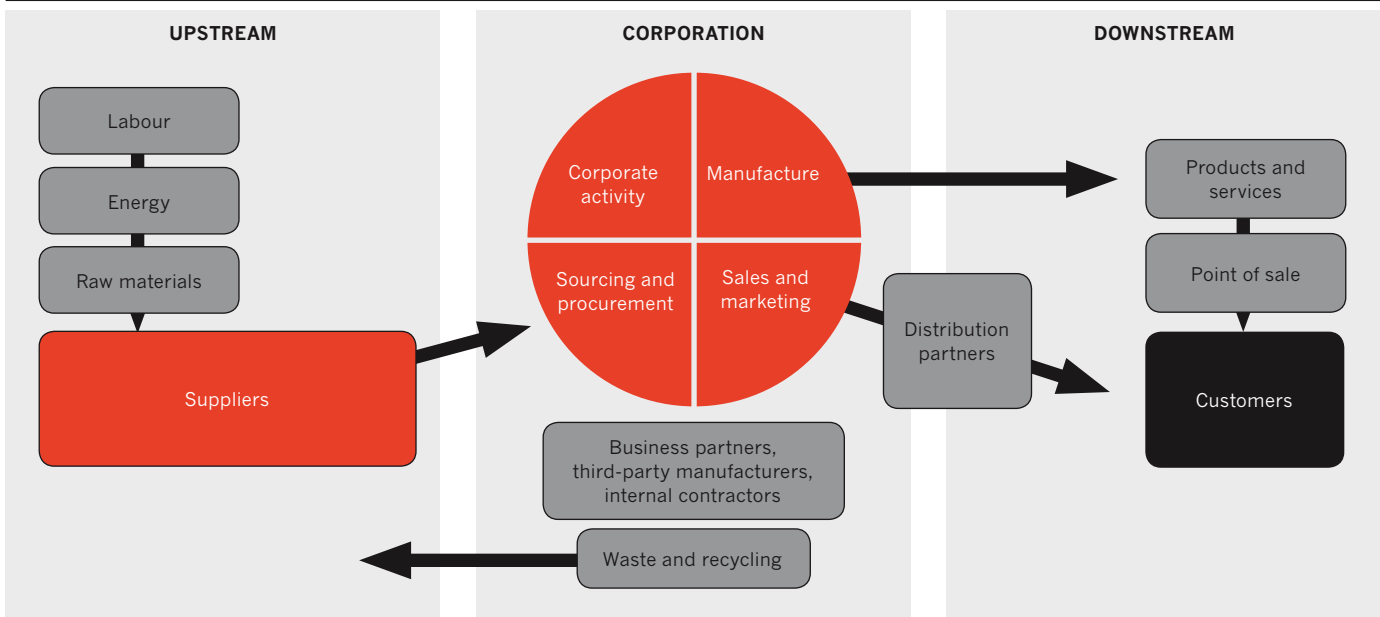 UPSTREAM
CORPORATION
DOWNSTREAM
Labour
Energy
Raw materials
Suppliers
Corporate
activity
Manufacture
Sourcing and
procurement
Sales and
marketing
Business partners,
third-party manufacturers,
internal contractors
Waste and recycling
Distribution
partners
Products and
services
Point of sale
Customers